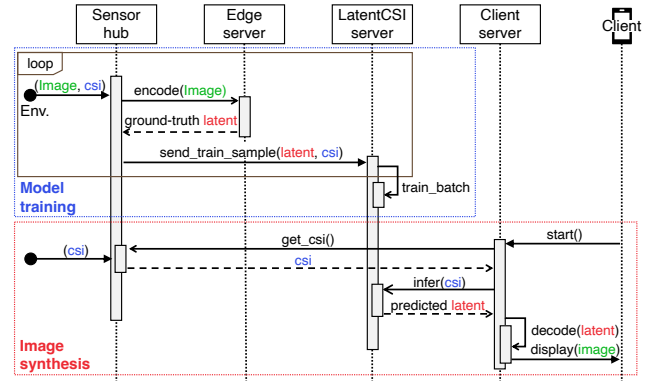 Sensor
hub
Edge
server
LatentCSI
server
Client
server
Client
loop
(Image, csi)
Env.
encode(Image)
ground-truth latent
send_train_sample(latent, csi)
train_batch
Model
training
get_csi()
start()
(csi)
csi
infer(csi)
predicted latent
decode(latent)
display(image)
Image
synthesis